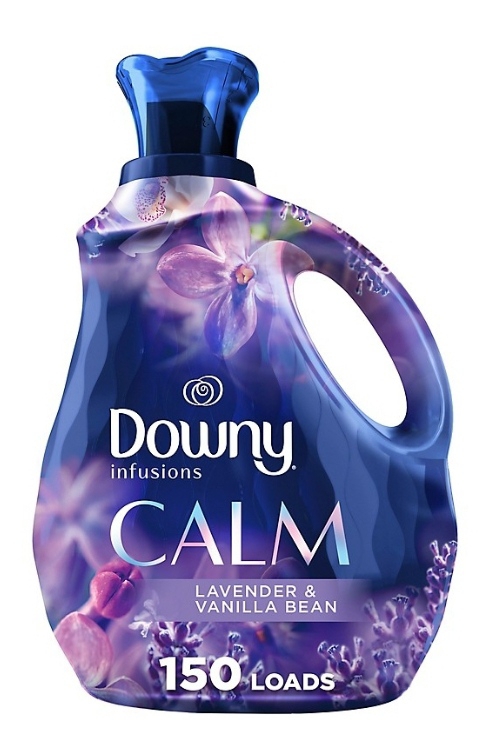 Downy
infusions
CALM
LAVENDER &
VANILLA BEAN
150 LOADS